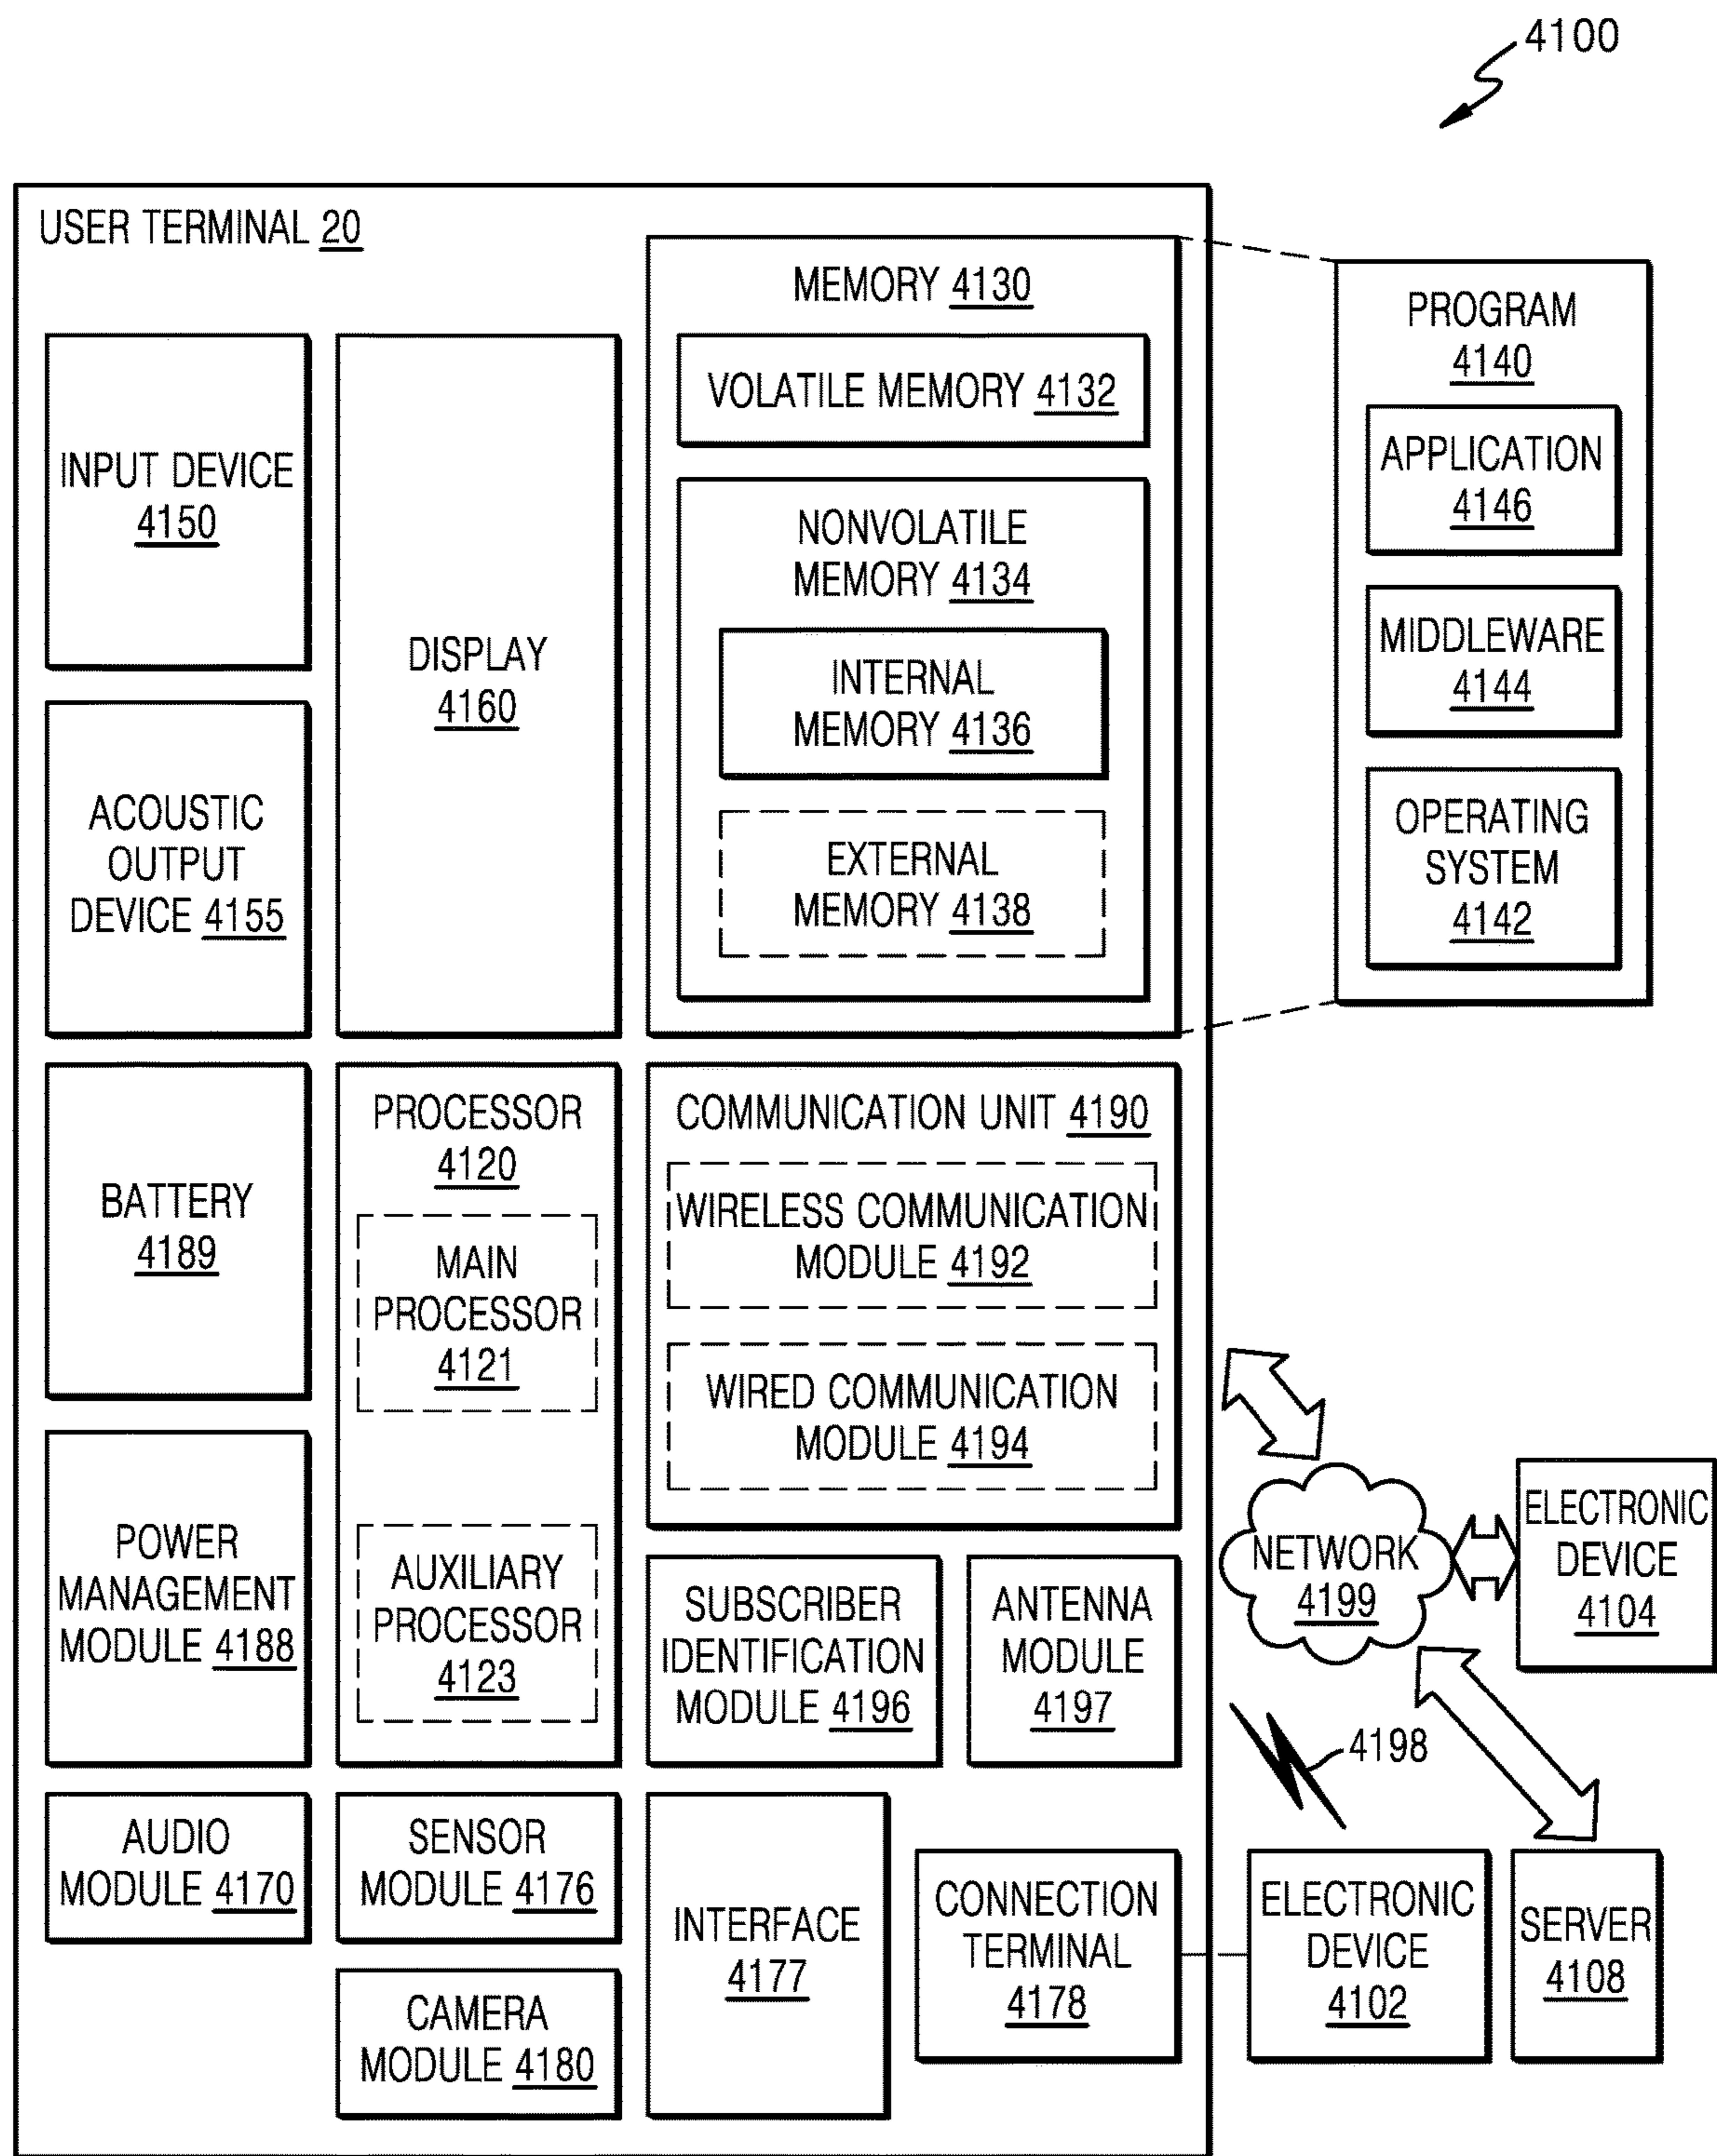 4100
USER TERMINAL 20
INPUT DEVICE
4150
ACOUSTIC
OUTPUT
DEVICE 4155
BATTERY
4189
POWER
MANAGEMENT
MODULE 4188
AUDIO
MODULE 4170
DISPLAY
4160
PROCESSOR
4120
MAIN
PROCESSOR
4121
AUXILIARY
PROCESSOR
4123
SENSOR
MODULE 4176
CAMERA
MODULE 4180
MEMORY 4130
VOLATILE MEMORY 4132
NONVOLATILE
MEMORY 4134
INTERNAL
MEMORY 4136
EXTERNAL
MEMORY 4138
COMMUNICATION UNIT 4190
WIRELESS COMMUNICATION
MODULE 4192
WIRED COMMUNICATION
MODULE 4194
SUBSCRIBER
IDENTIFICATION
MODULE 4196
ANTENNA
MODULE
4197
INTERFACE
4177
CONNECTION
TERMINAL
4178
PROGRAM
4140
APPLICATION
4146
MIDDLEWARE
4144
OPERATING
SYSTEM
4142
NETWORK
4199
ELECTRONIC
DEVICE
4104
4198
ELECTRONIC
DEVICE
4102
SERVER
4108